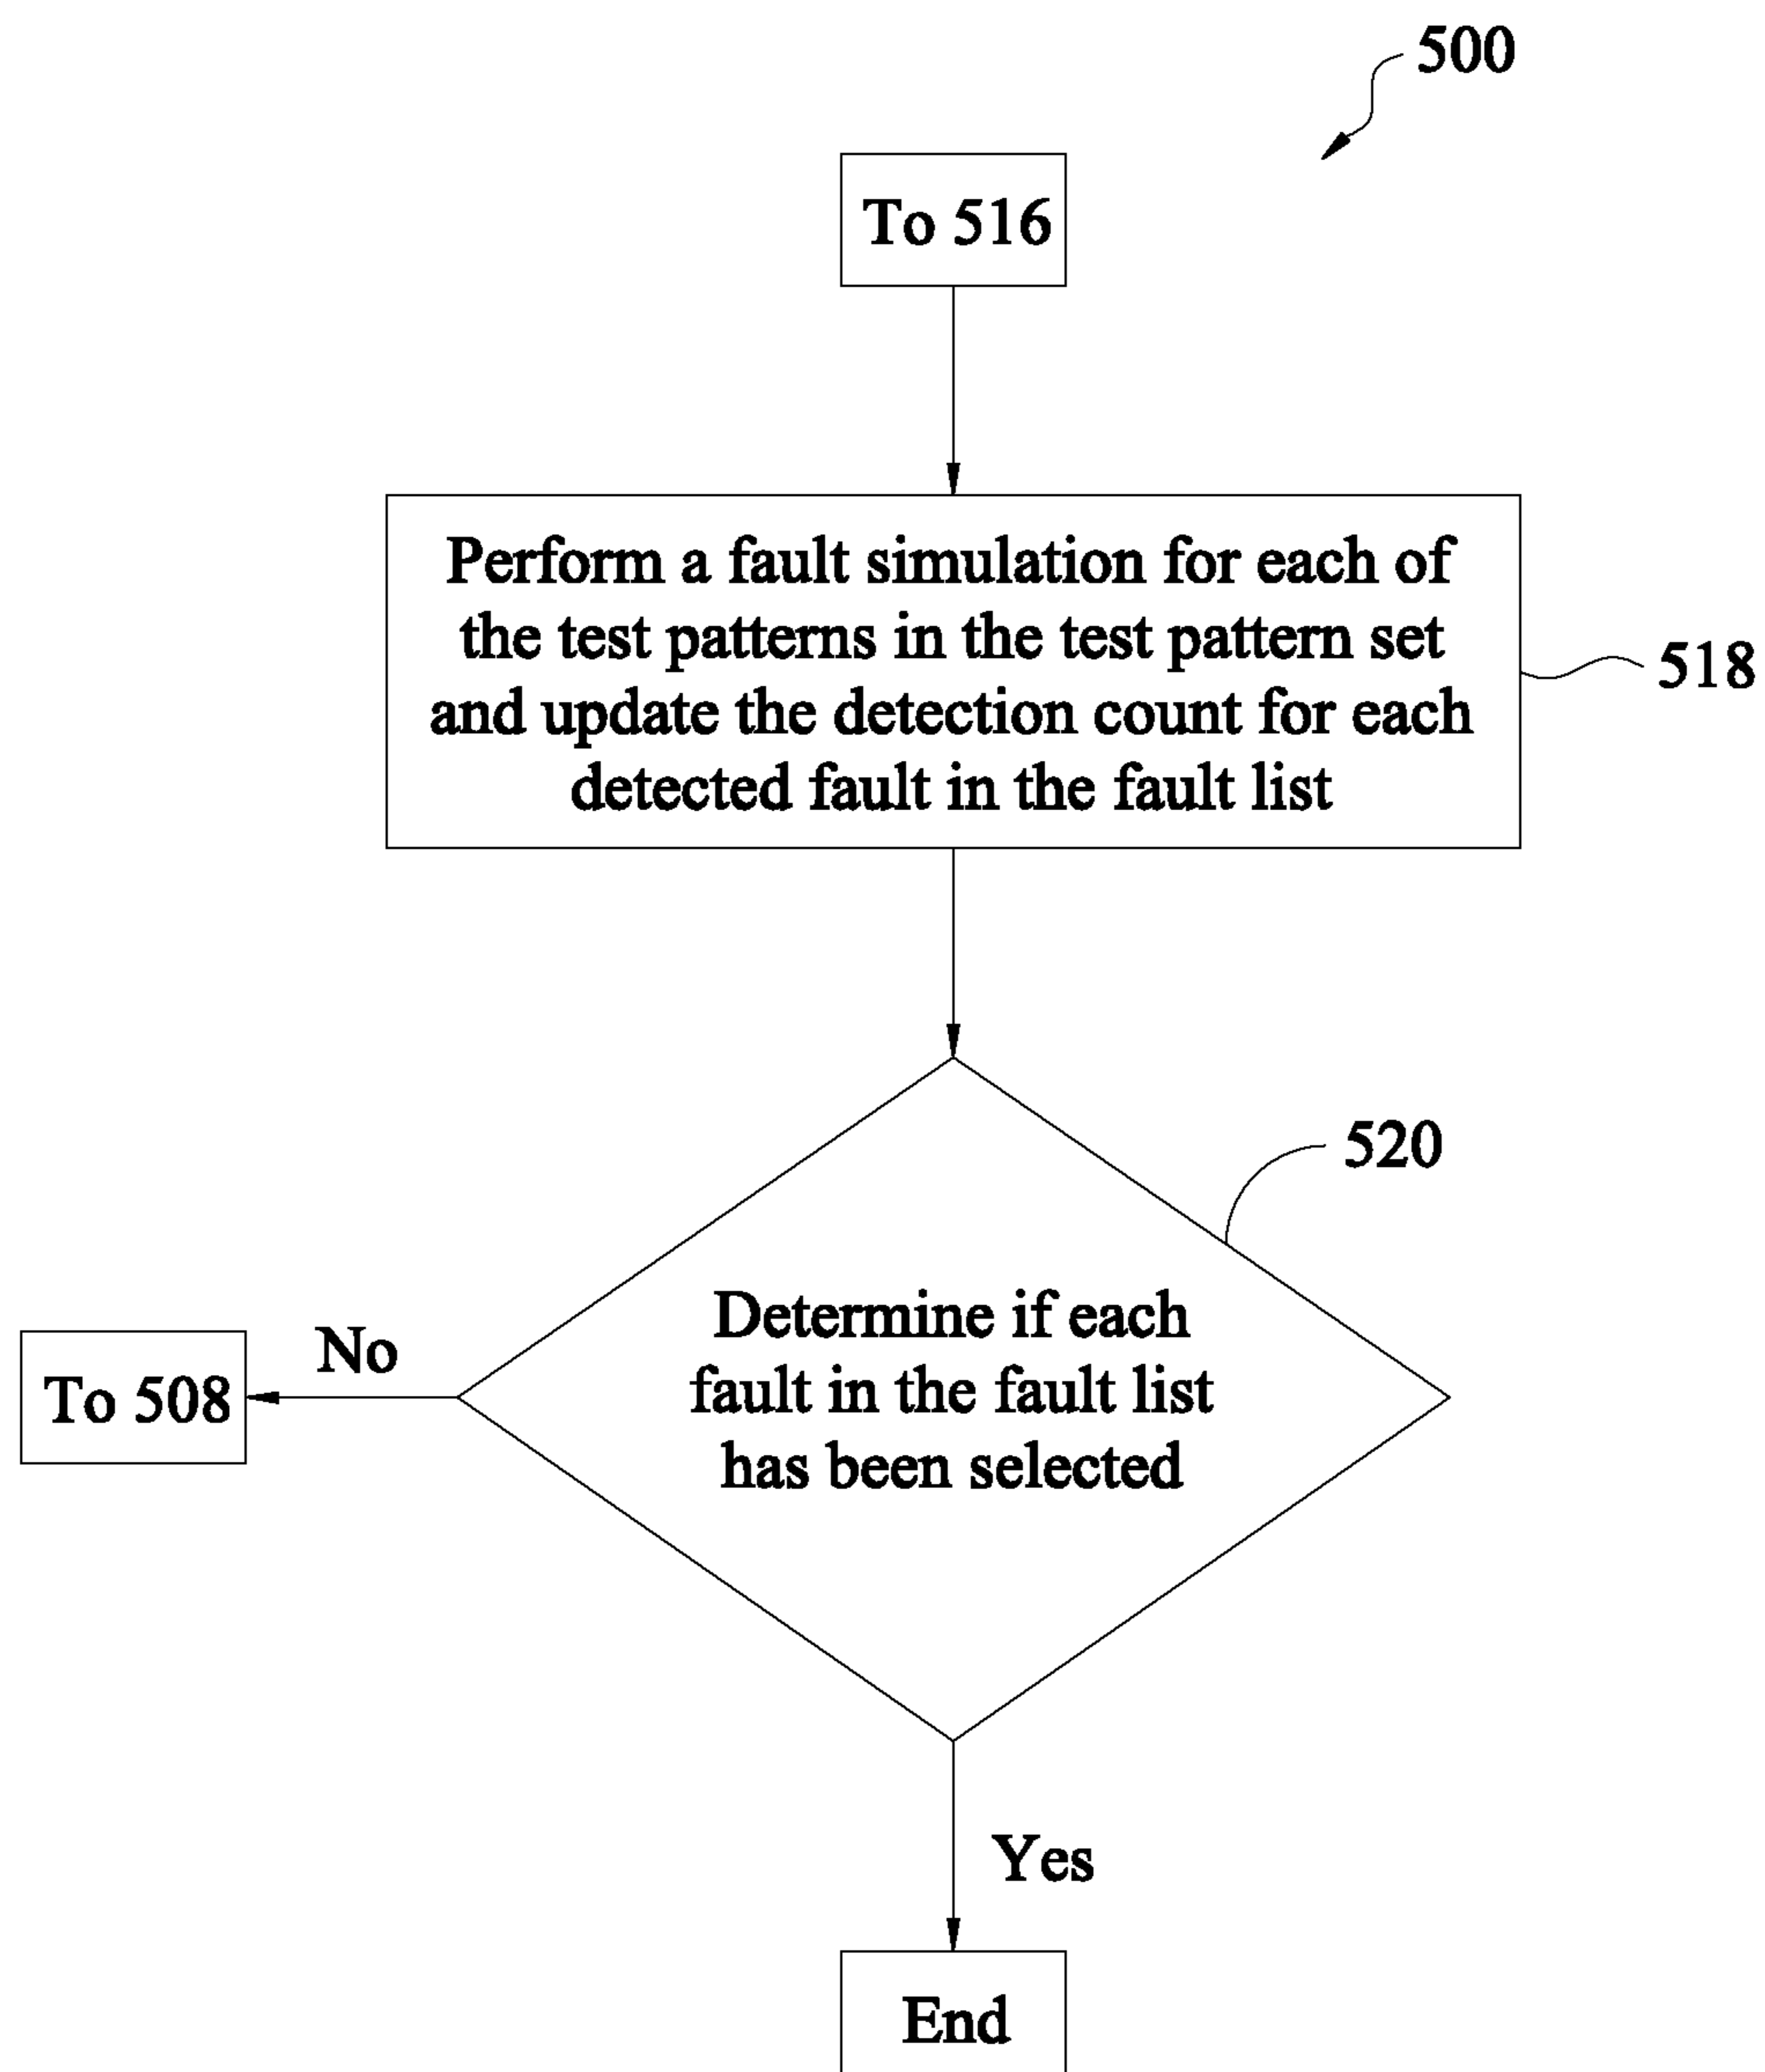 500
To 516
Perform a fault simulation for each of
the test patterns in the test pattern set
and update the detection count for each
detected fault in the fault list
518
520
Determine if each
fault in the fault list
has been selected
No
To 508
Yes
End